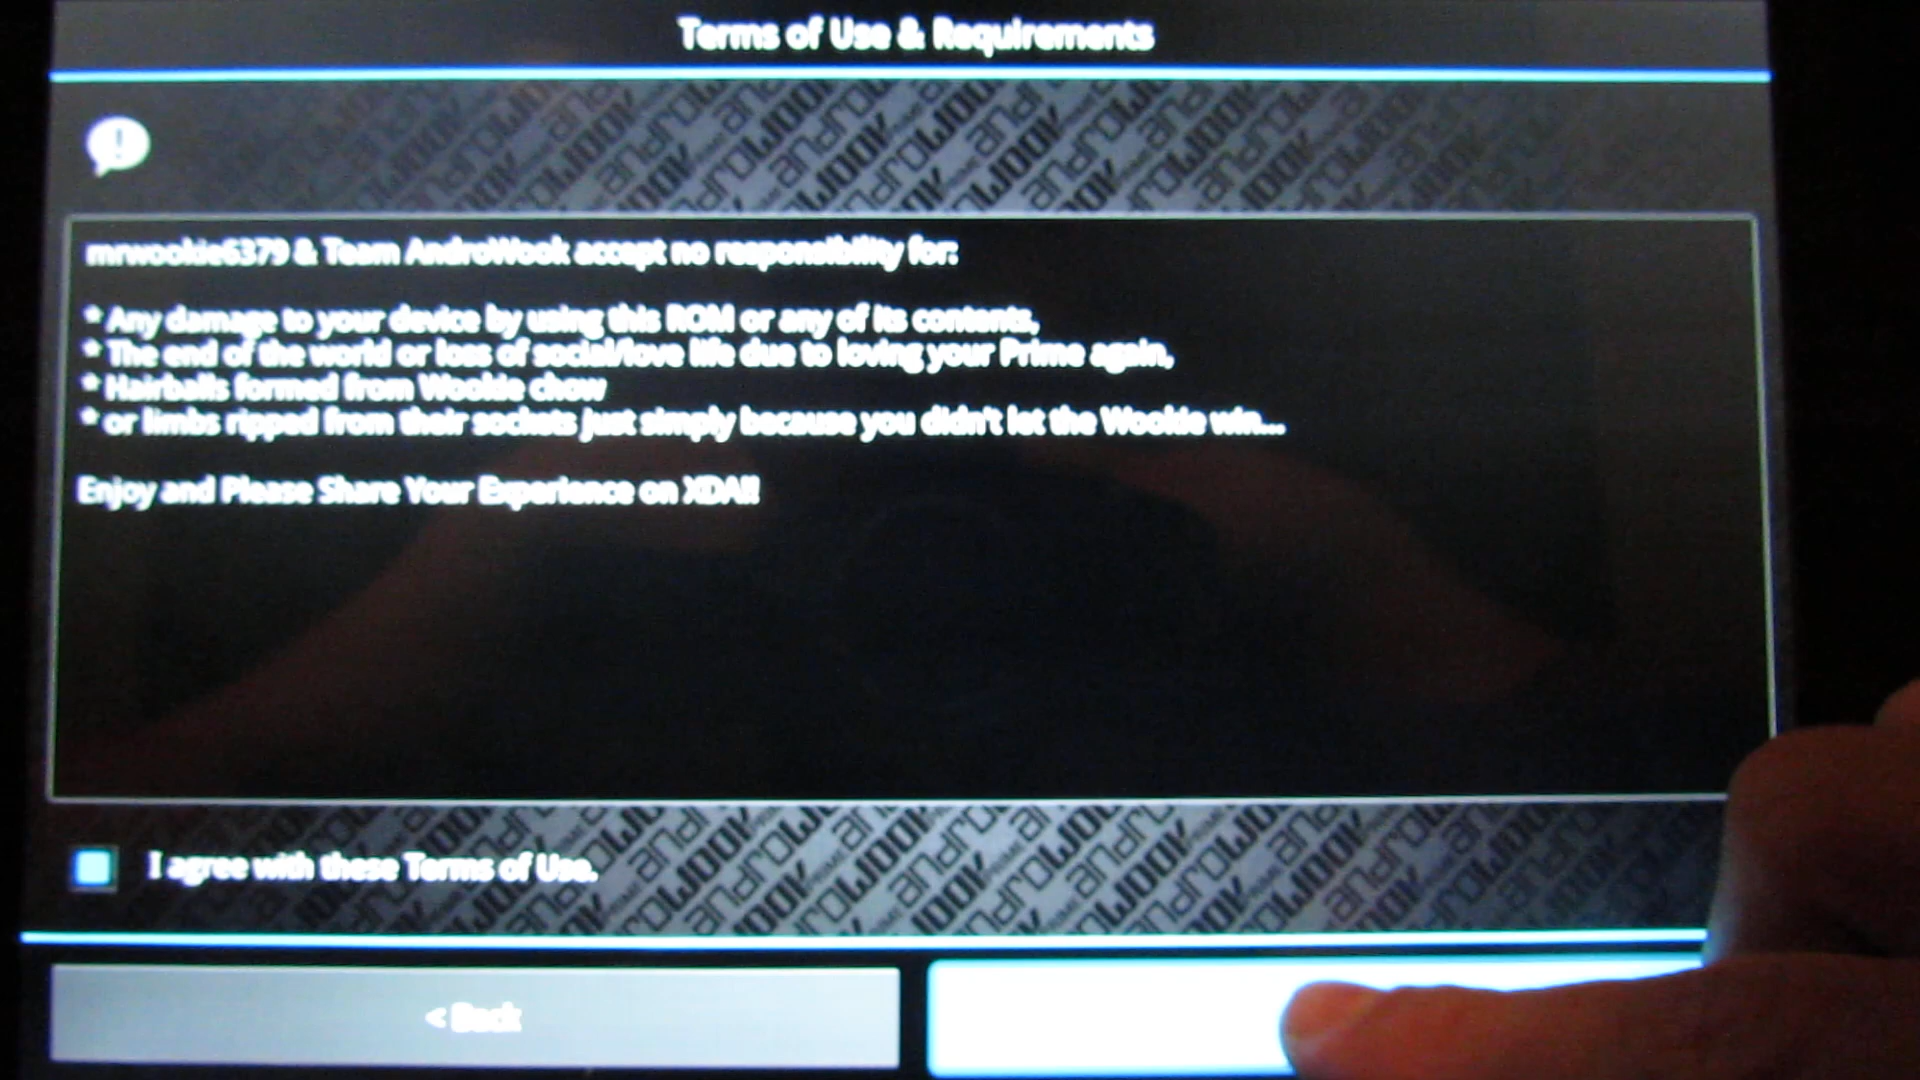 Terms of Use & Requirements
mrwookie6379 & Team AndroWook accept no responsibility for:
* Any damage to your device by using this ROM or any of its contents,
* The end of the world or loss of social/love life due to loving your Prime again,
* Hairballs formed from Wookie chow
* or limbs ripped from their sockets just simply because you didn't let the Wookie win...
Enjoy and Please Share Your Experience on XDA!!
I agree with these Terms of Use.
< Back